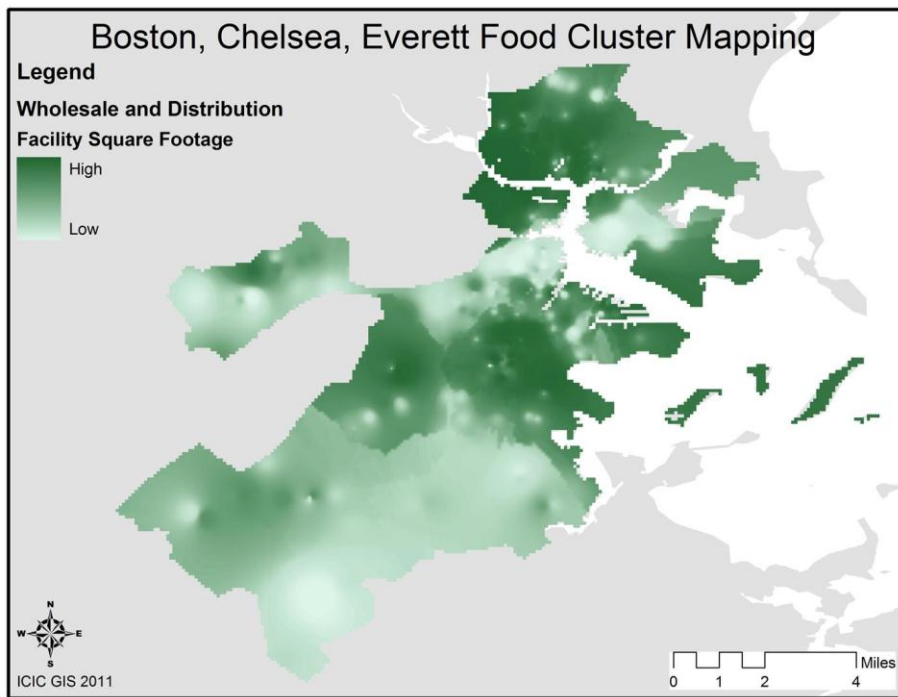 Boston, Chelsea, Everett Food Cluster Mapping
Legend
Wholesale and Distribution
Facility Square Footage
High
Low
N
W E
S
ICIC GIS 2011
Miles
0 1 2 4